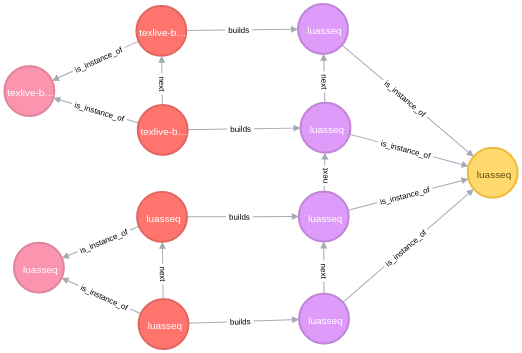 texlive-b…
builds
luasseq
is_instance_of
next
next
is_instance_of
texlive-b…
is_instance_of
texlive-b…
builds
luasseq
is_instance_of
luasseq
next
is_instance_of
luasseq
builds
luasseq
is_instance_of
luasseq
next
next
is_instance_of
is_instance_of
luasseq
builds
luasseq